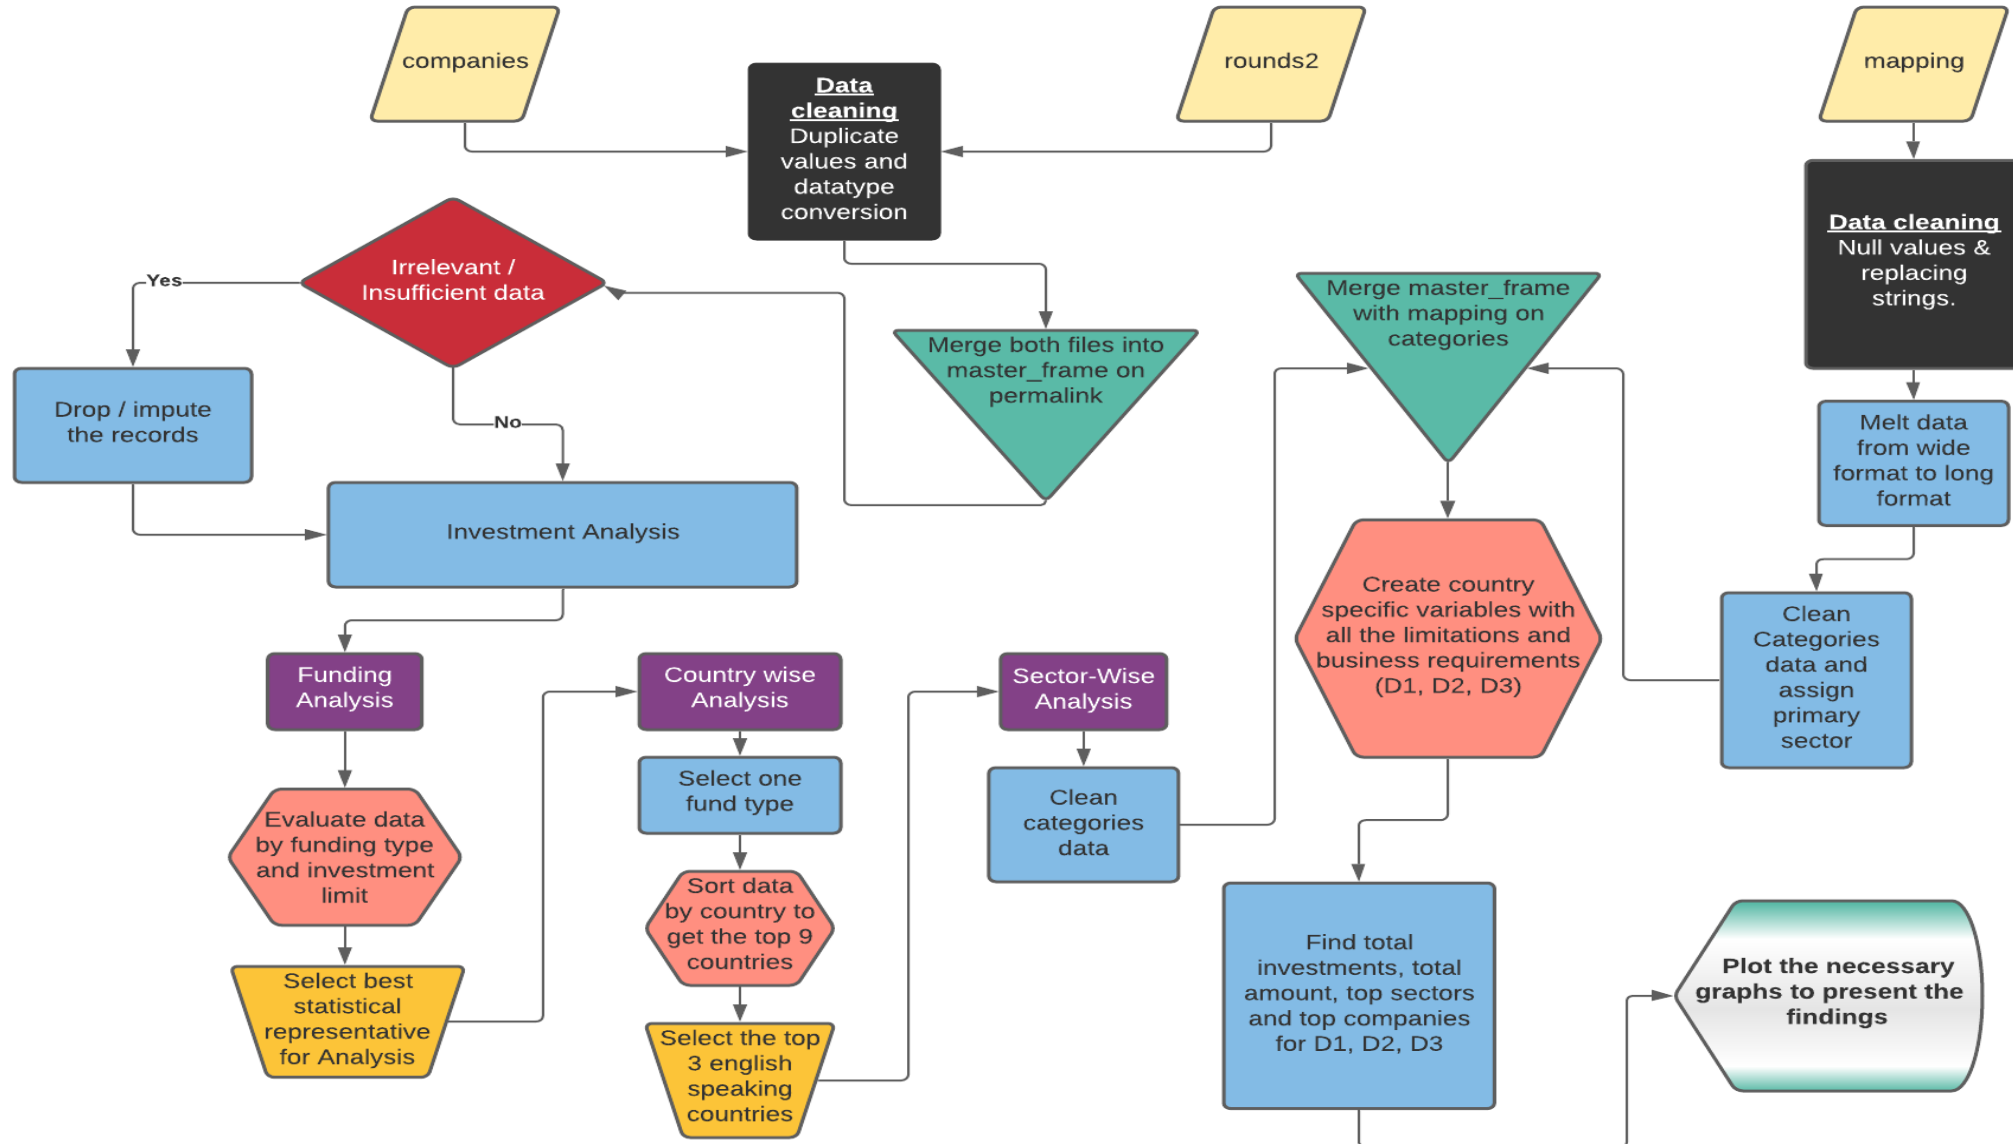 companies
rounds2
mapping
Data
cleaning
Duplicate
values and
datatype
conversion
Data cleaning
Null values &
replacing
strings.
Irrelevant /
Insufficient data
Yes
No
Merge both files into
master_frame on
permalink
Merge master_frame
with mapping on
categories
Drop / impute
the records
Melt data
from wide
format to long
format
Investment Analysis
Create country
specific variables with
all the limitations and
business requirements
(D1, D2, D3)
Clean
Categories
data and
assign
primary
sector
Funding
Analysis
Country wise
Analysis
Sector-Wise
Analysis
Select one
fund type
Clean
categories
data
Evaluate data
by funding type
and investment
limit
Sort data
by country to
get the top 9
countries
Select best
statistical
representative
for Analysis
Select the top
3 english
speaking
countries
Find total
investments, total
amount, top sectors
and top companies
for D1, D2, D3
Plot the necessary
graphs to present the
findings